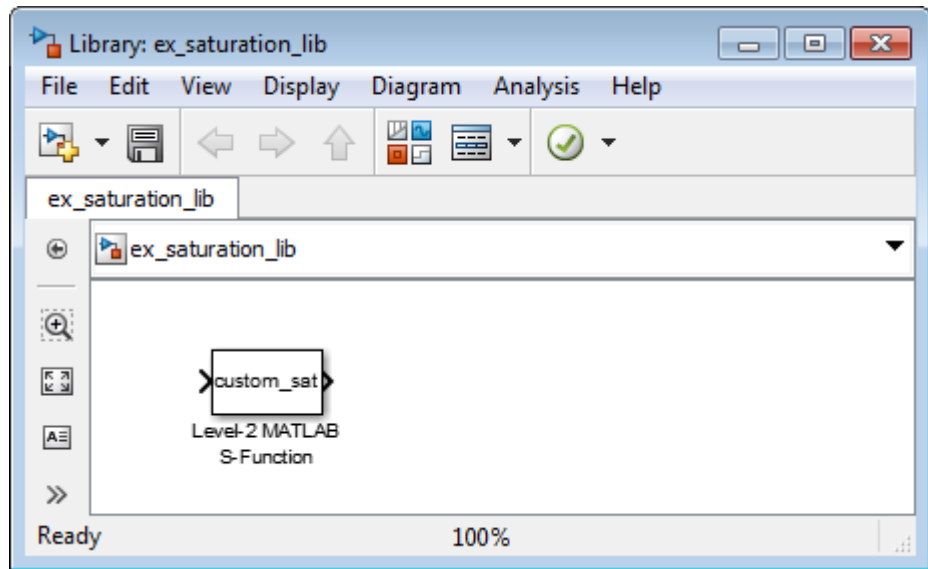 Library: ex_saturation_lib
File Edit View Display Diagram Analysis Help
ex_saturation_lib
ex_saturation_lib
custom_sat
Level-2 MATLAB
S-Function
Ready 100%